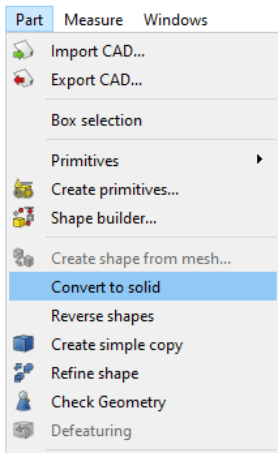 Part Measure Windows
Import CAD...
Export CAD...
Box selection
Primitives
Create primitives...
Shape builder...
Create shape from mesh...
Convert to solid
Reverse shapes
Create simple copy
Refine shape
Check Geometry
Defeaturing